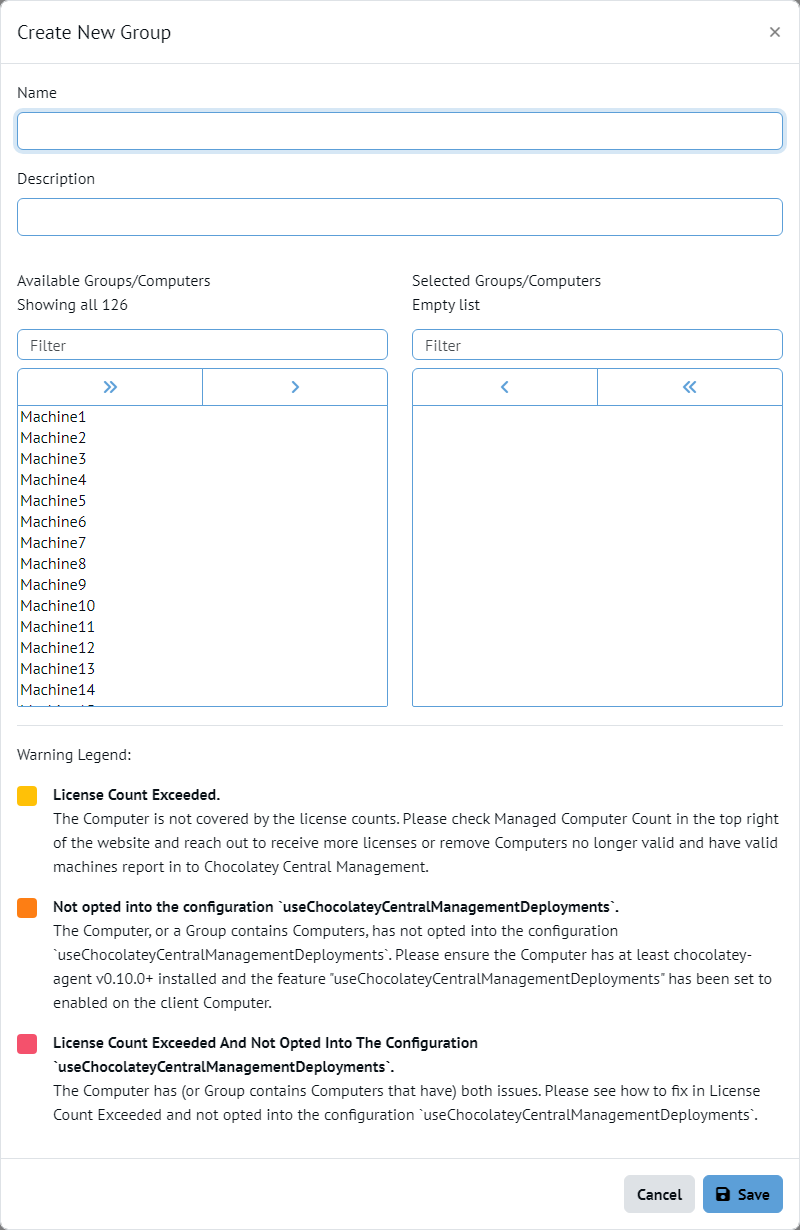 Create New Group
×
Name
Description
Available Groups/Computers
Showing all 126
Filter
Machine1
Machine2
Machine3
Machine4
Machine5
Machine6
Machine7
Machine8
Machine9
Machine10
Machine11
Machine12
Machine13
Machine14
Selected Groups/Computers
Empty list
Filter
Warning Legend:
License Count Exceeded.
The Computer is not covered by the license counts. Please check Managed Computer Count in the top right
of the website and reach out to receive more licenses or remove Computers no longer valid and have valid
machines report in to Chocolatey Central Management.
Not opted into the configuration `useChocolateyCentralManagementDeployments`.
The Computer, or a Group contains Computers, has not opted into the configuration
`useChocolateyCentralManagementDeployments`. Please ensure the Computer has at least chocolatey-
agent v0.10.0+ installed and the feature "useChocolateyCentralManagementDeployments" has been set to
enabled on the client Computer.
License Count Exceeded And Not Opted Into The Configuration
`useChocolateyCentralManagementDeployments`.
The Computer has (or Group contains Computers that have) both issues. Please see how to fix in License
Count Exceeded and not opted into the configuration `useChocolateyCentralManagementDeployments`.
Cancel
Save